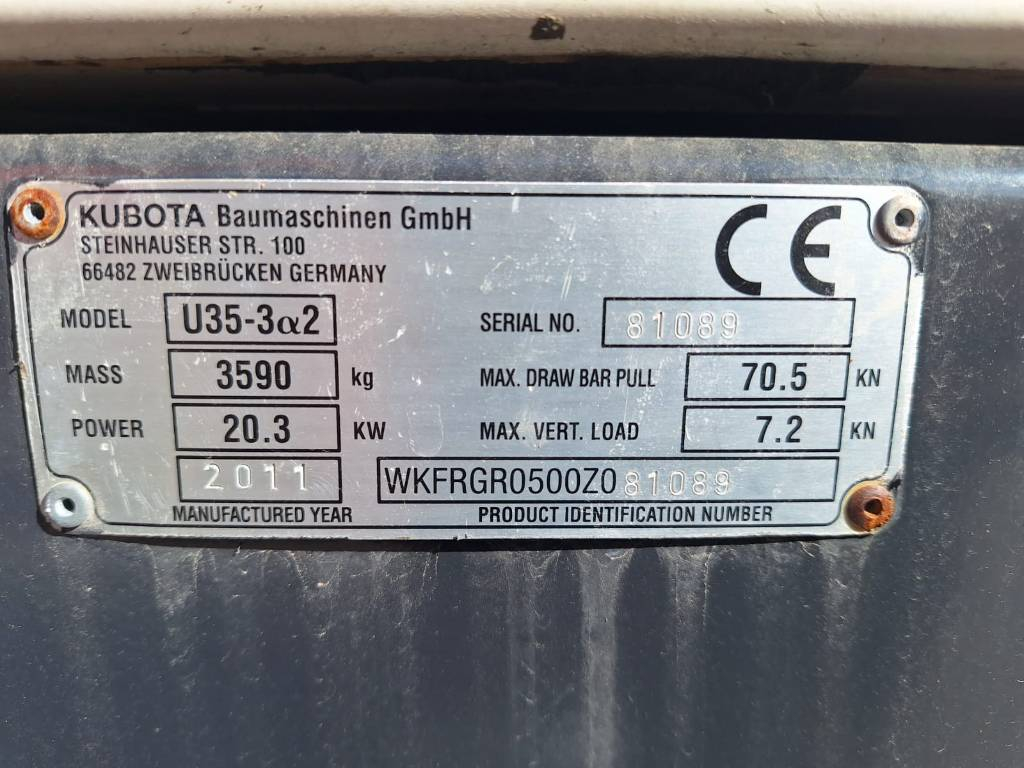 KUBOTA Baumaschinen GmbH
STEINHAUSER STR. 100
66482 ZWEIBRÜCKEN GERMANY
CE
MODEL U35-3α2 SERIAL NO. 81089
MASS 3590 kg MAX. DRAW BAR PULL 70.5 KN
POWER 20.3 KW MAX. VERT. LOAD 7.2 KN
2011 WKFRGR0500Z081089
MANUFACTURED YEAR PRODUCT IDENTIFICATION NUMBER